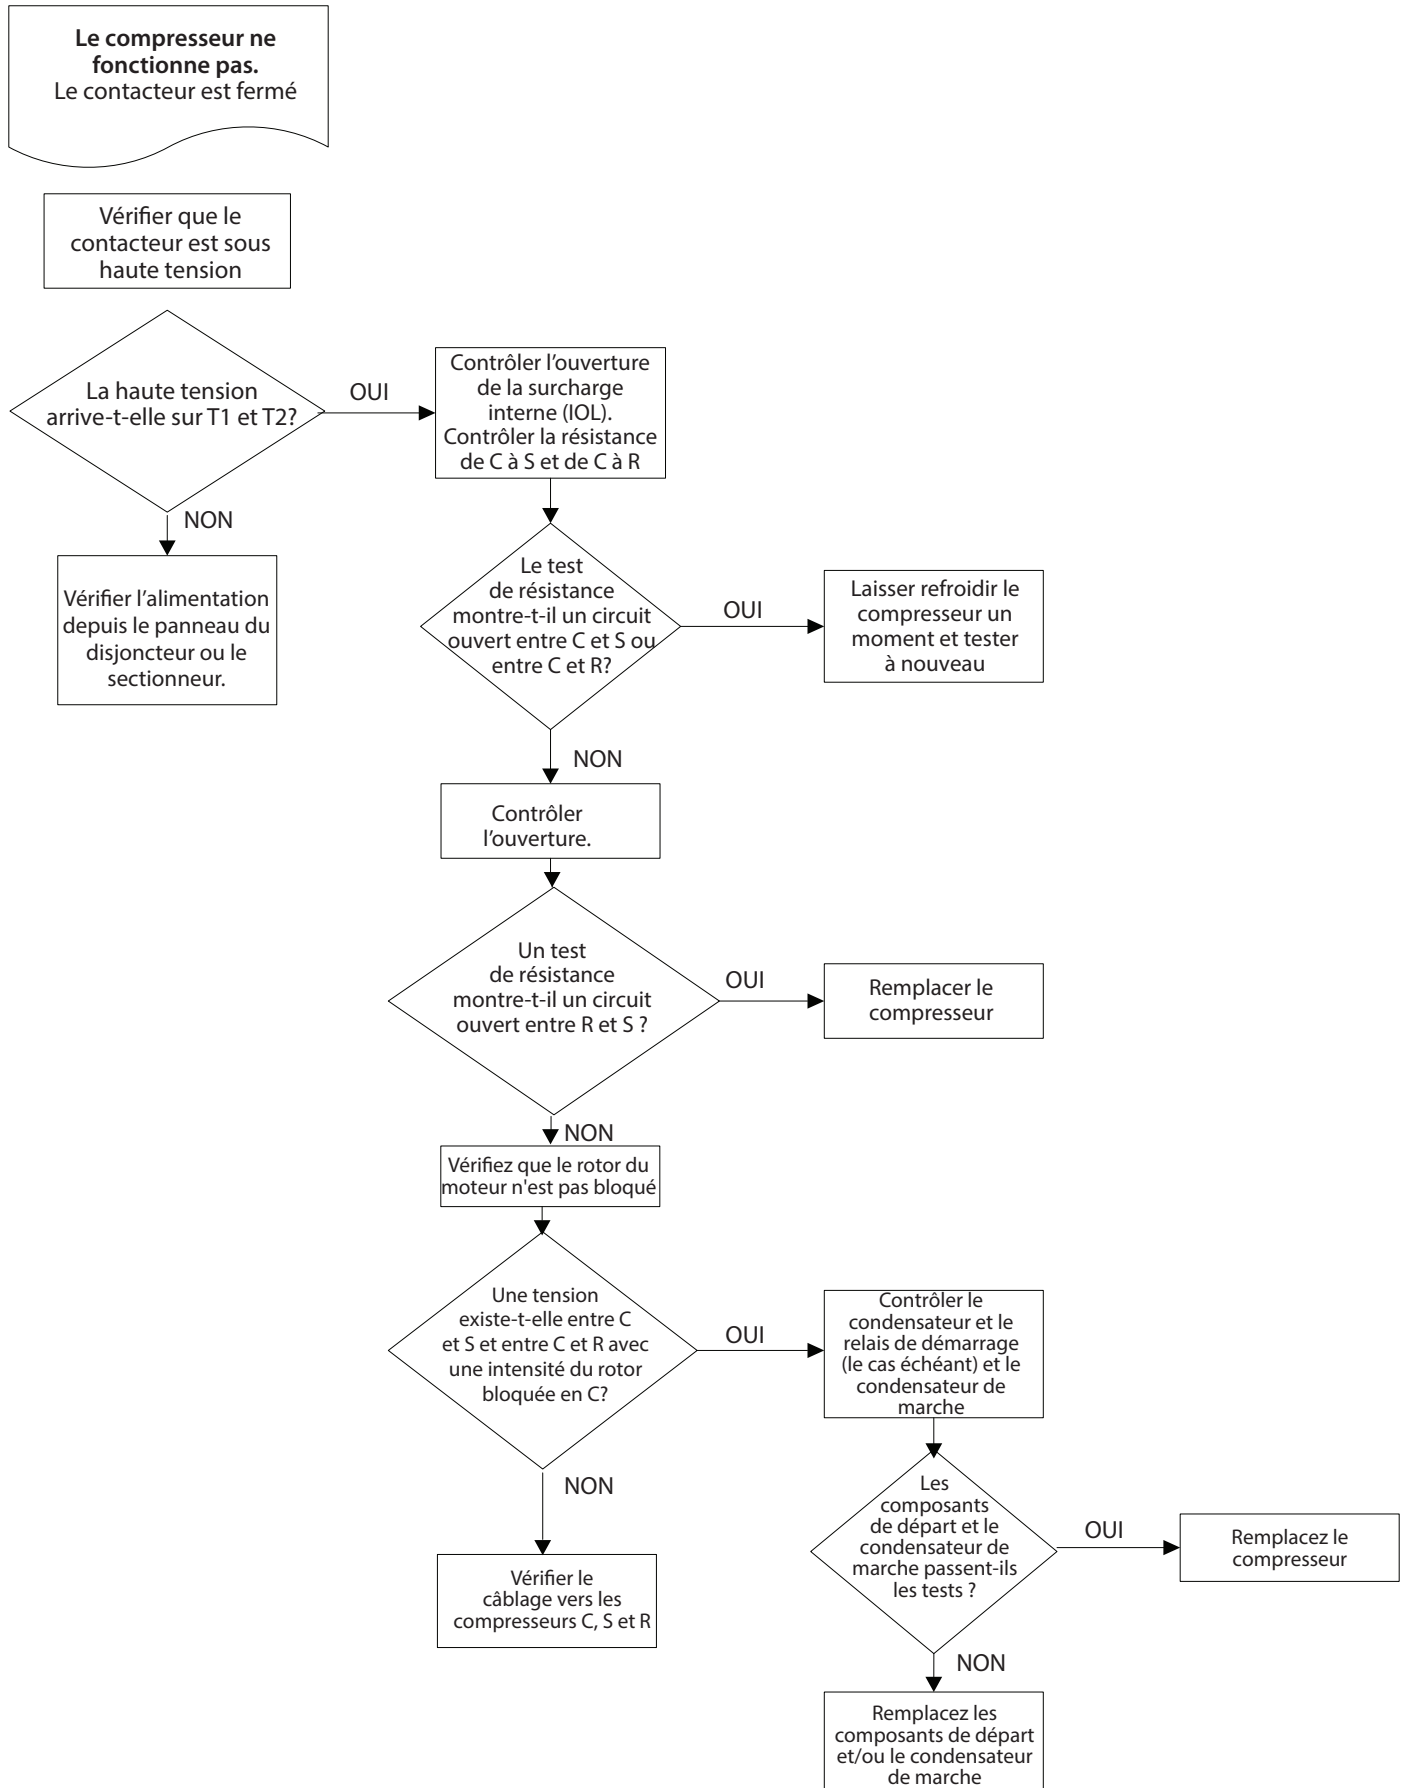 Le compresseur ne
fonctionne pas.
Le contacteur est fermé
Vérifier que le
contacteur est sous
haute tension
La haute tension
arrive-t-elle sur T1 et T2?
OUI
NON
Vérifier l’alimentation
depuis le panneau du
disjoncteur ou le
sectionneur.
Contrôler l’ouverture
de la surcharge
interne (IOL).
Contrôler la résistance
de C à S et de C à R
Le test
de résistance
montre-t-il un circuit
ouvert entre C et S ou
entre C et R?
OUI
Laisser refroidir le
compresseur un
moment et tester
à nouveau
NON
Contrôler
l’ouverture.
Un test
de résistance
montre-t-il un circuit
ouvert entre R et S ?
OUI
Remplacer le
compresseur
NON
Vérifiez que le rotor du
moteur n'est pas bloqué
Une tension
existe-t-elle entre C
et S et entre C et R avec
une intensité du rotor
bloquée en C?
OUI
Contrôler le
condensateur et le
relais de démarrage
(le cas échéant) et le
condensateur de
marche
NON
Vérifier le
câblage vers les
compresseurs C, S et R
Les
composants
de départ et le
condensateur de
marche passent-ils
les tests ?
OUI
Remplacez le
compresseur
NON
Remplacez les
composants de départ
et/ou le condensateur
de marche